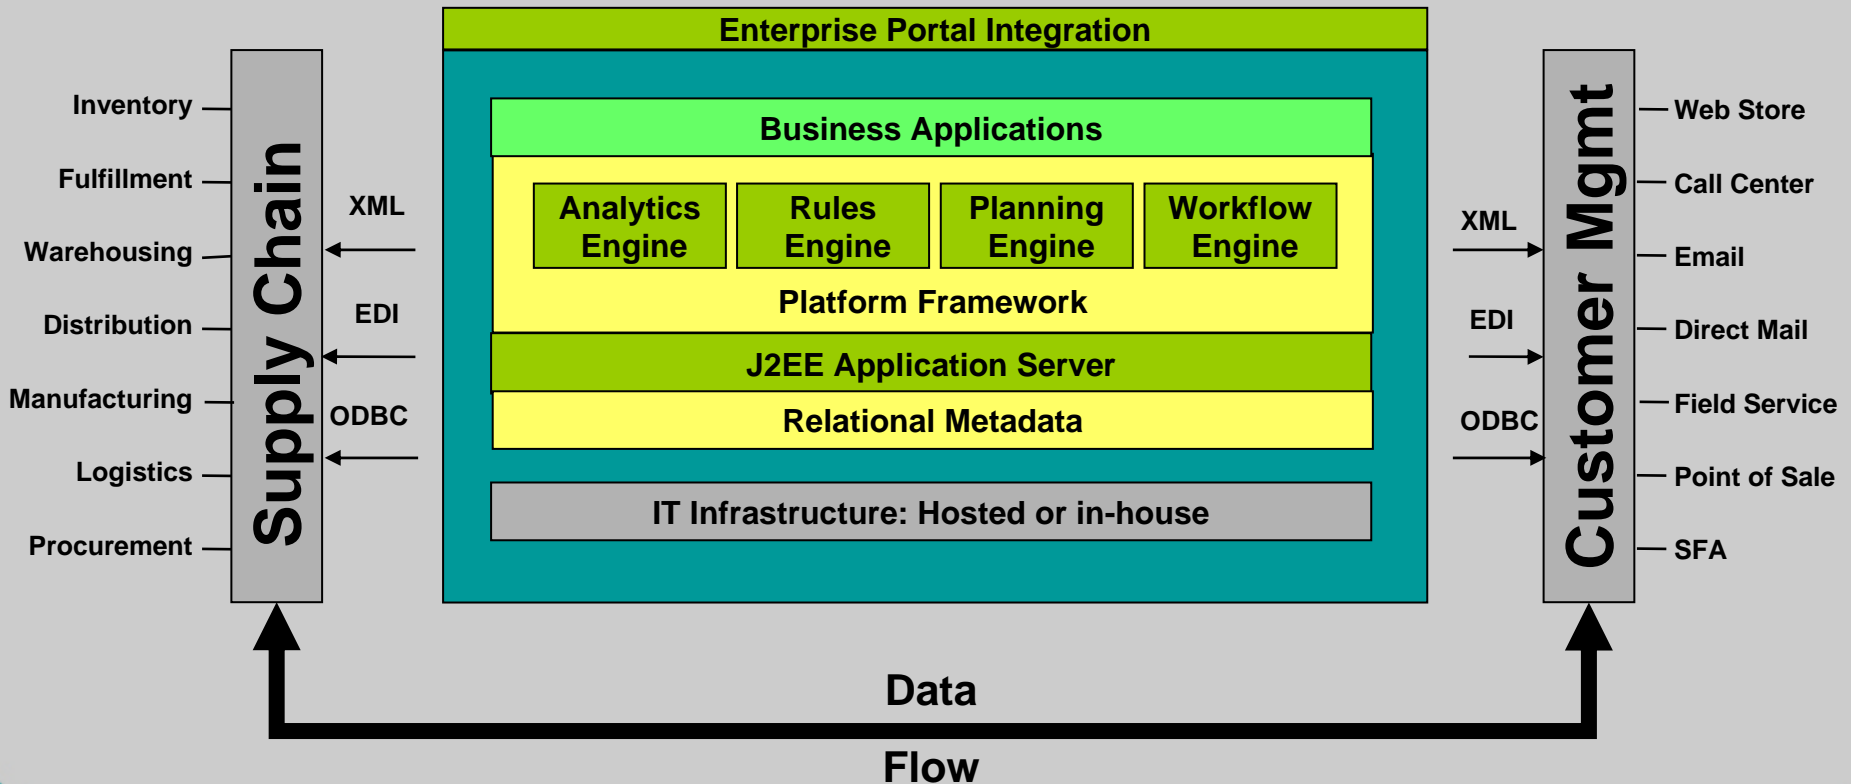 Enterprise Portal Integration
Inventory
Fulfillment
Warehousing
Distribution
Manufacturing
Logistics
Procurement
Supply Chain
XML
EDI
ODBC
Business Applications
Analytics
Engine
Rules
Engine
Planning
Engine
Workflow
Engine
Platform Framework
J2EE Application Server
Relational Metadata
IT Infrastructure: Hosted or in-house
XML
EDI
ODBC
Customer Mgmt
Web Store
Call Center
Email
Direct Mail
Field Service
Point of Sale
SFA
Data
Flow